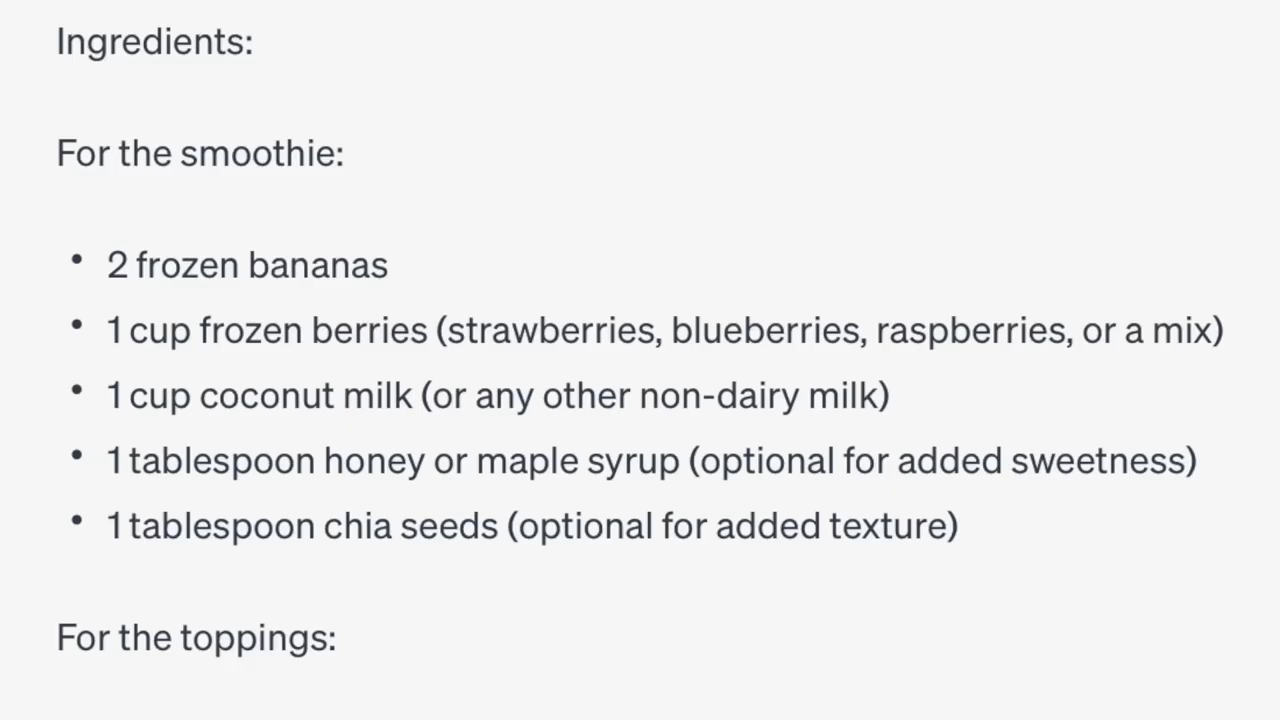 Ingredients:
For the smoothie:
• 2 frozen bananas
• 1 cup frozen berries (strawberries, blueberries, raspberries, or a mix)
• 1 cup coconut milk (or any other non-dairy milk)
• 1 tablespoon honey or maple syrup (optional for added sweetness)
• 1 tablespoon chia seeds (optional for added texture)
For the toppings: